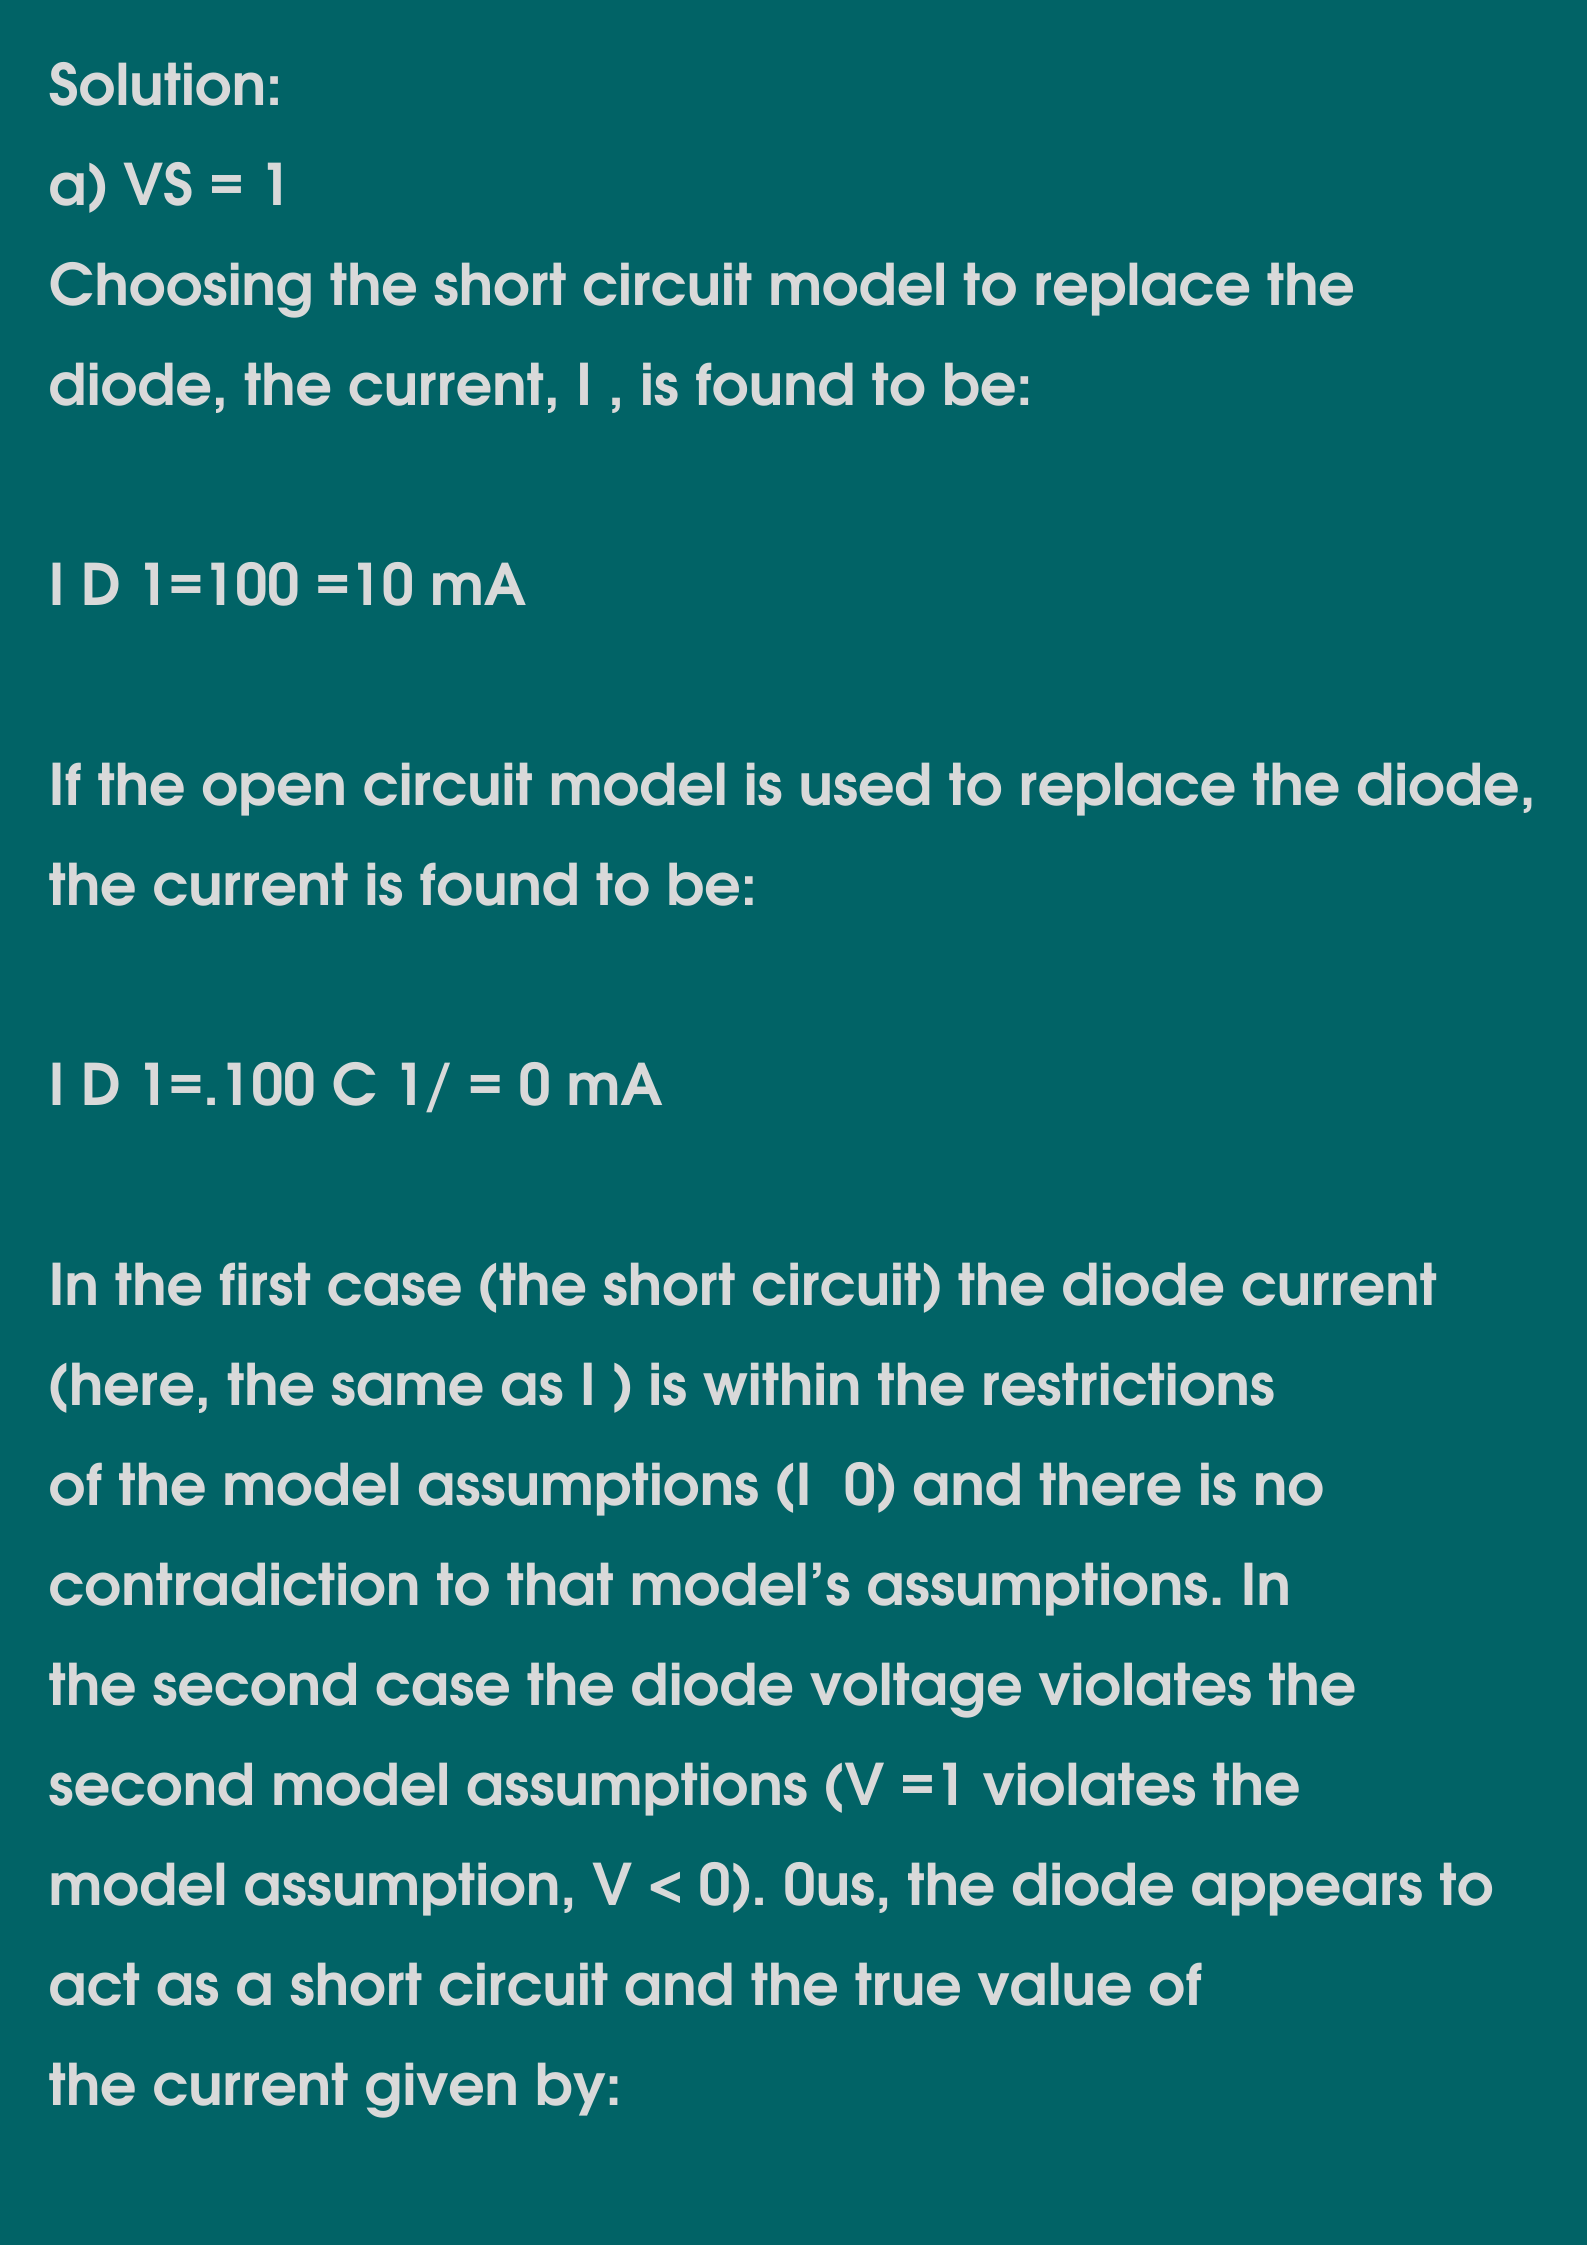 Solution:
a) VS = 1
Choosing the short circuit model to replace the
diode, the current, I , is found to be:
I D 1=100 =10 mA
If the open circuit model is used to replace the diode,
the current is found to be:
I D 1=.100 C 1/ = 0 mA
In the first case (the short circuit) the diode current
(here, the same as I ) is within the restrictions
of the model assumptions (I  0) and there is no
contradiction to that model’s assumptions. In
the second case the diode voltage violates the
second model assumptions (V =1 violates the
model assumption, V < 0). 0us, the diode appears to
act as a short circuit and the true value of
the current given by: